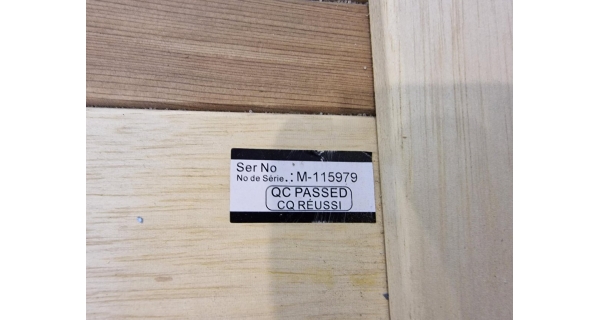 Ser No
No de Série.: M-115979
QC PASSED
CQ RÉUSSI